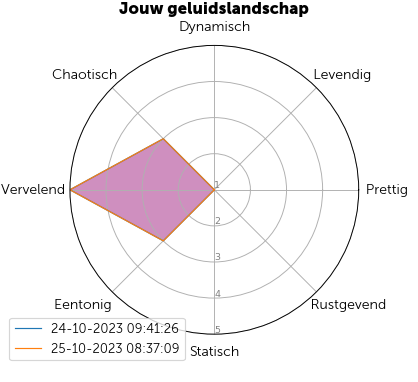 Jouw geluidslandschap
Dynamisch
Chaotisch
Levendig
Vervelend
1
Prettig
2
3
4
Eentonig
Rustgevend
5
24-10-2023 09:41:26
25-10-2023 08:37:09
Statisch